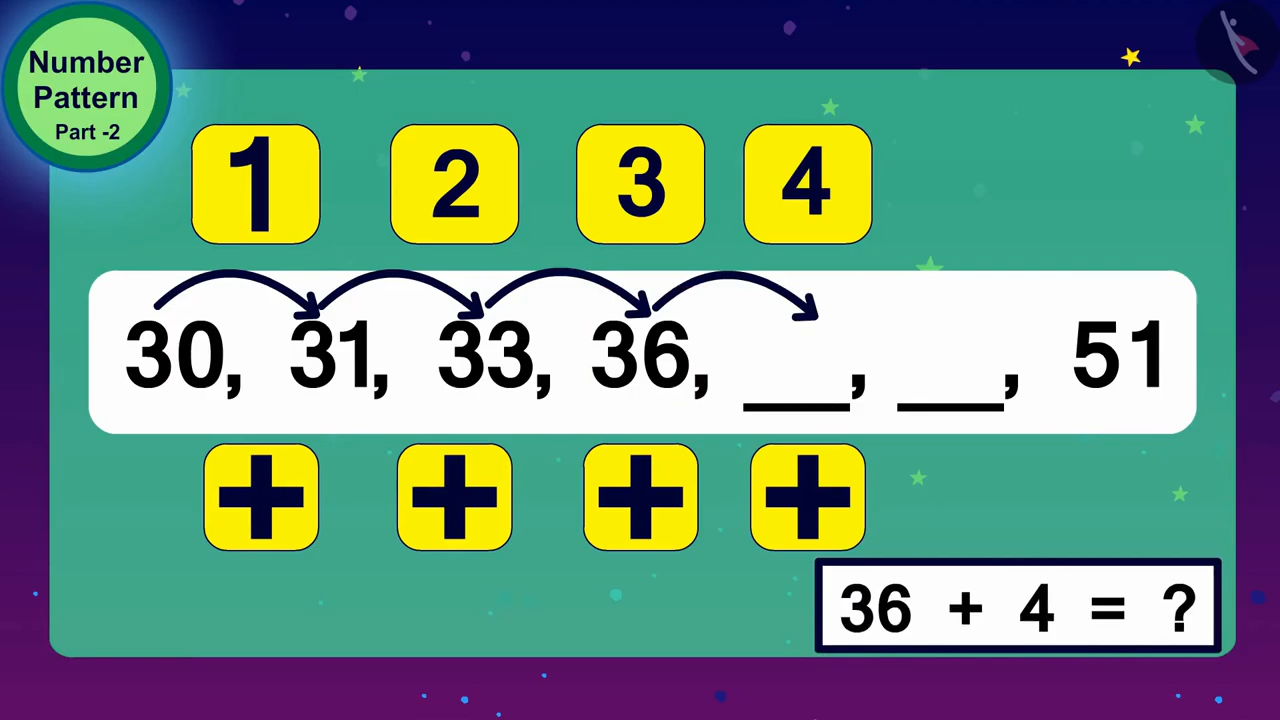 Number
Pattern
Part -2
1 2 3 4
30, 31, 33, 36, ___, ___, 51
+ + + +
36 + 4 = ?